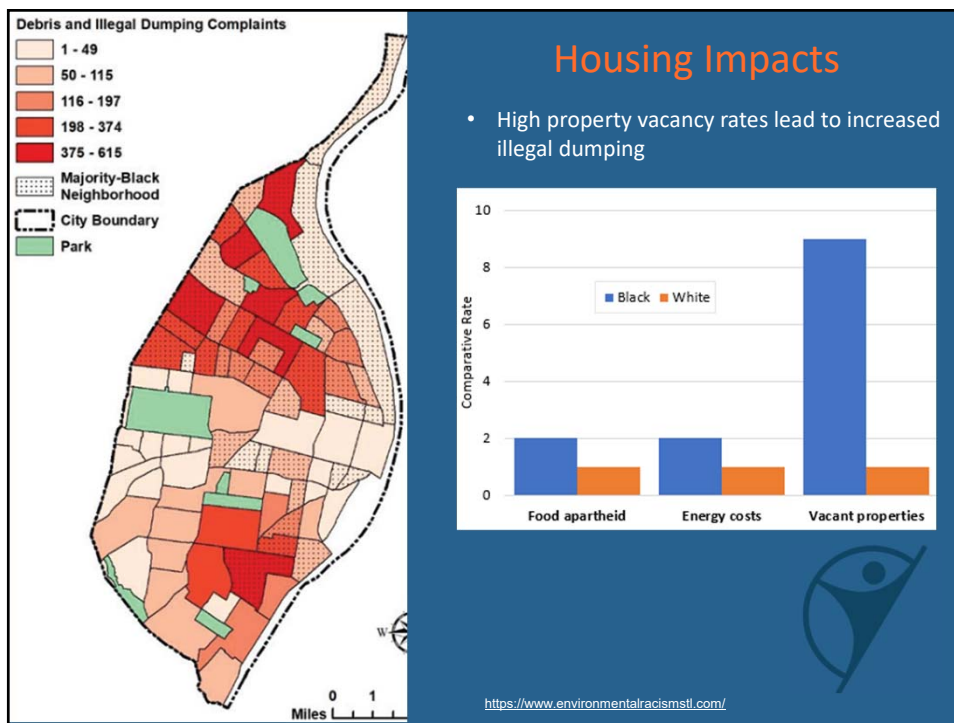 Debris and Illegal Dumping Complaints
1 - 49
50 - 115
116 - 197
198 - 374
375 - 615
Majority-Black
Neighborhood
City Boundary
Park
W
0 1
Miles
Housing Impacts
• High property vacancy rates lead to increased
illegal dumping
10
8
6
4
2
0
Comparative Rate
Black White
Food apartheid Energy costs Vacant properties
https://www.environmentalracismstl.com/